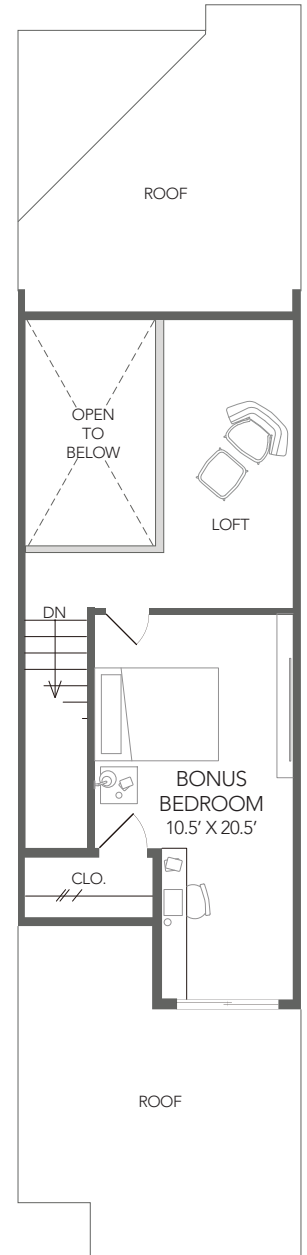 ROOF
OPEN
TO
BELOW
LOFT
DN
BONUS
BEDROOM
10.5' X 20.5'
CLO.
ROOF